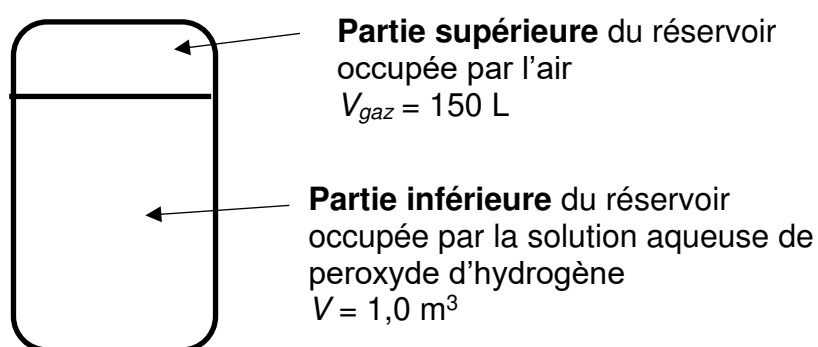 Partie supérieure du réservoir
occupée par l’air
Vgaz = 150 L
Partie inférieure du réservoir
occupée par la solution aqueuse de
peroxyde d’hydrogène
V = 1,0 m³